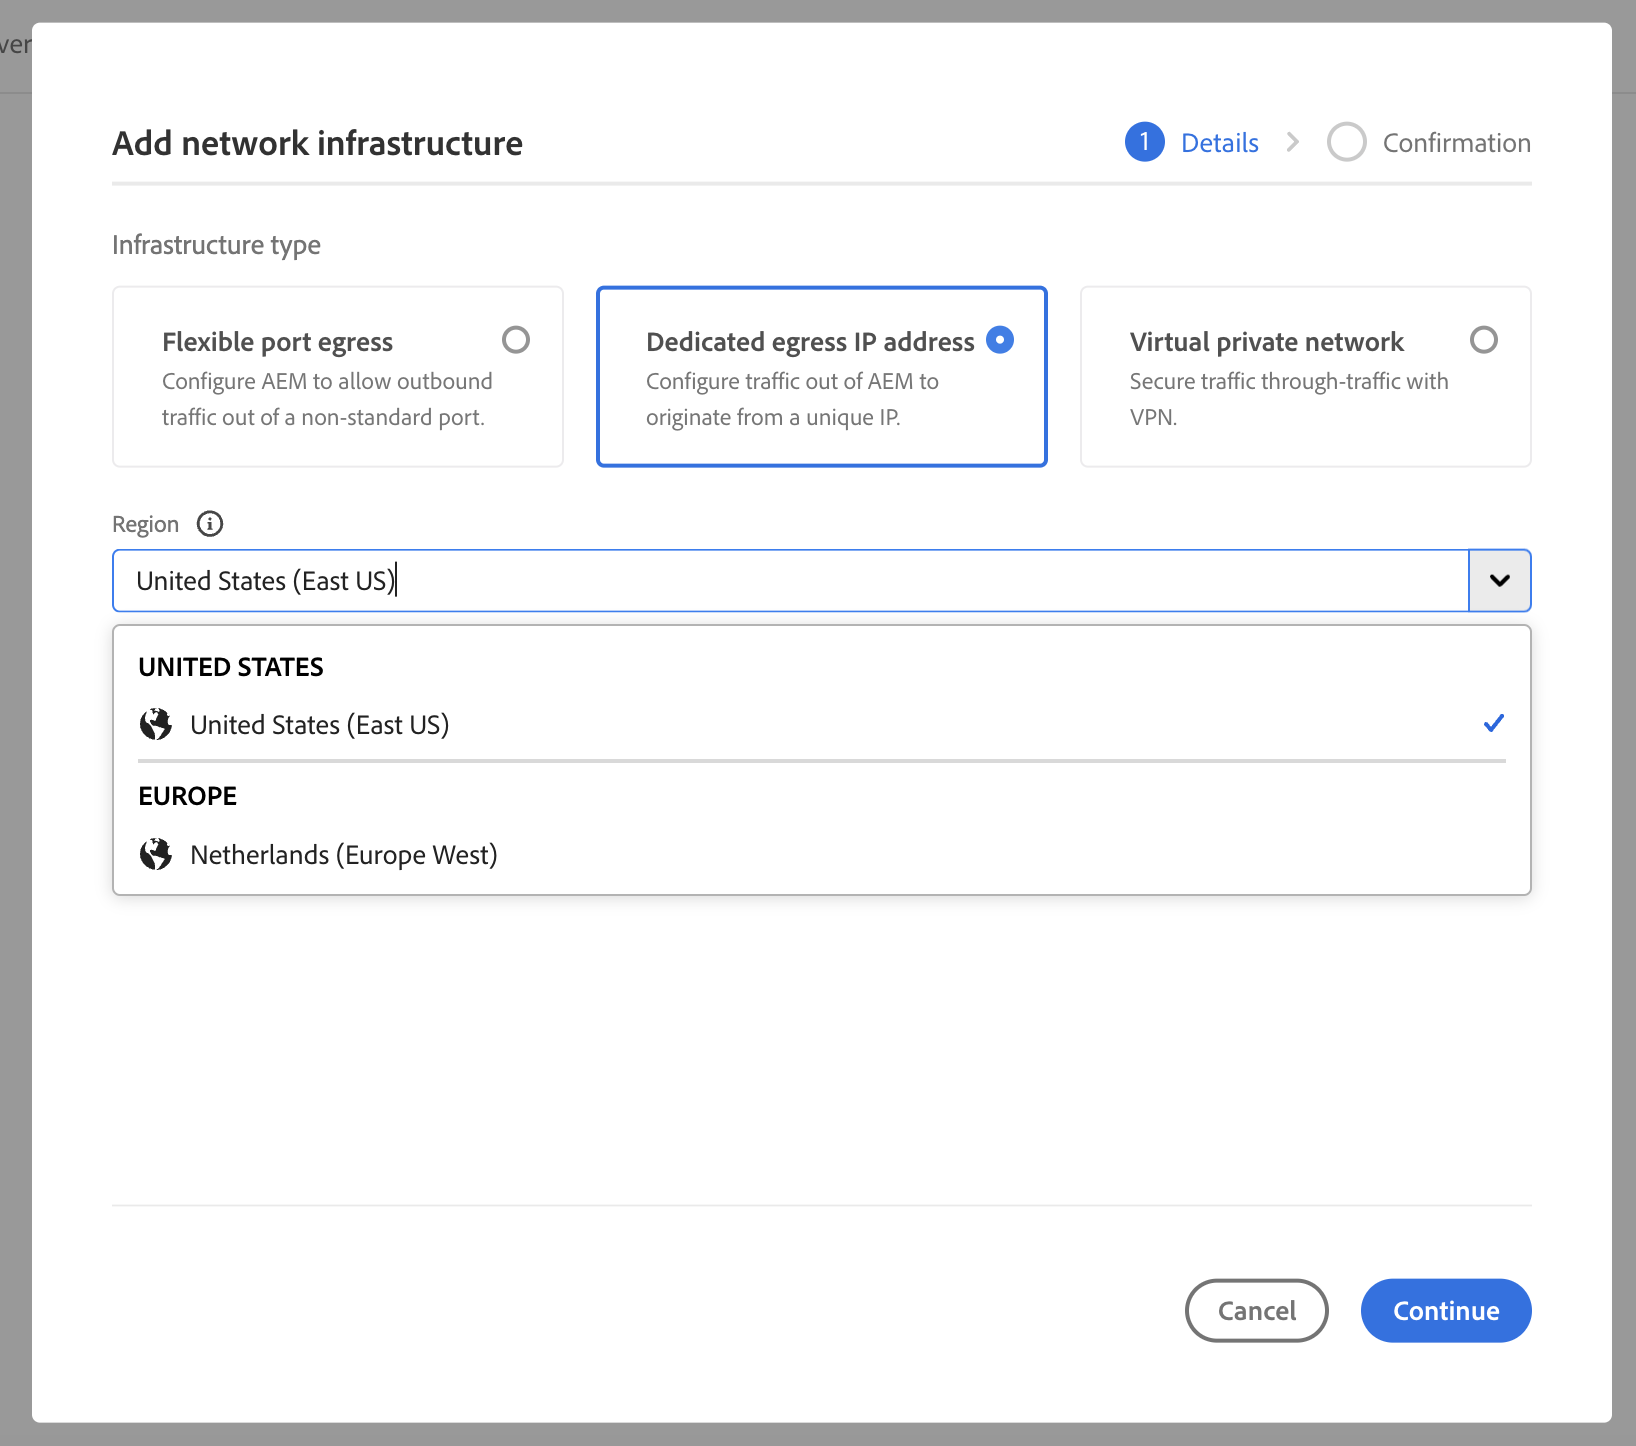 Add network infrastructure
1 Details Confirmation
Infrastructure type
Flexible port egress
Configure AEM to allow outbound
traffic out of a non-standard port.
Dedicated egress IP address
Configure traffic out of AEM to
originate from a unique IP.
Virtual private network
Secure traffic through-traffic with
VPN.
Region
United States (East US)
UNITED STATES
United States (East US)
EUROPE
Netherlands (Europe West)
Cancel Continue